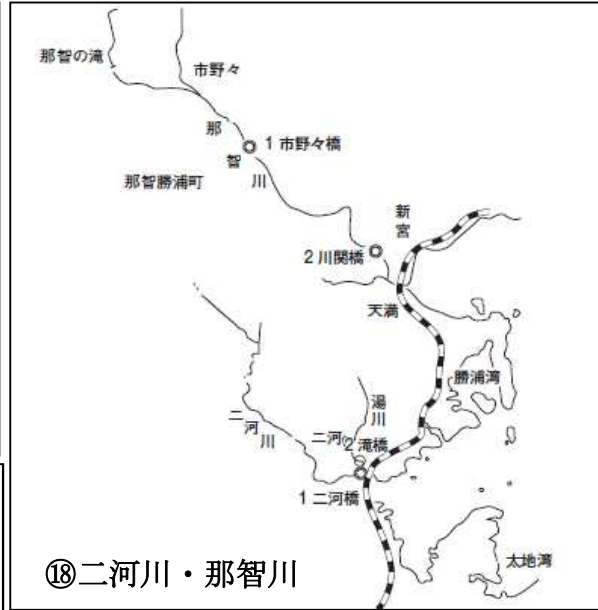 那智の滝
市野々
那智川
1 市野々橋
那智勝浦町
新宮
2 川関橋
天満
勝浦湾
湯川
二河川
二河
2 滝橋
1 二河橋
太地湾
⑱二河川・那智川